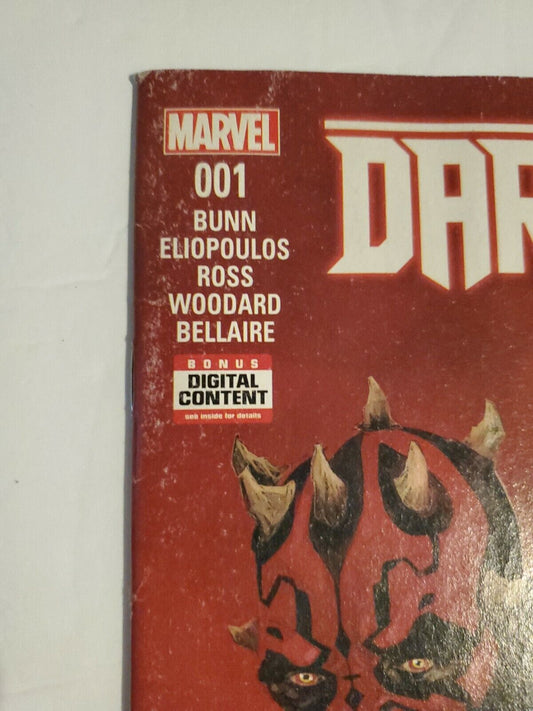 MARVEL
001
BUNN
ELIOPOULOS
ROSS
WOODARD
BELLAIRE
BONUS
DIGITAL
CONTENT
see inside for details
DAR